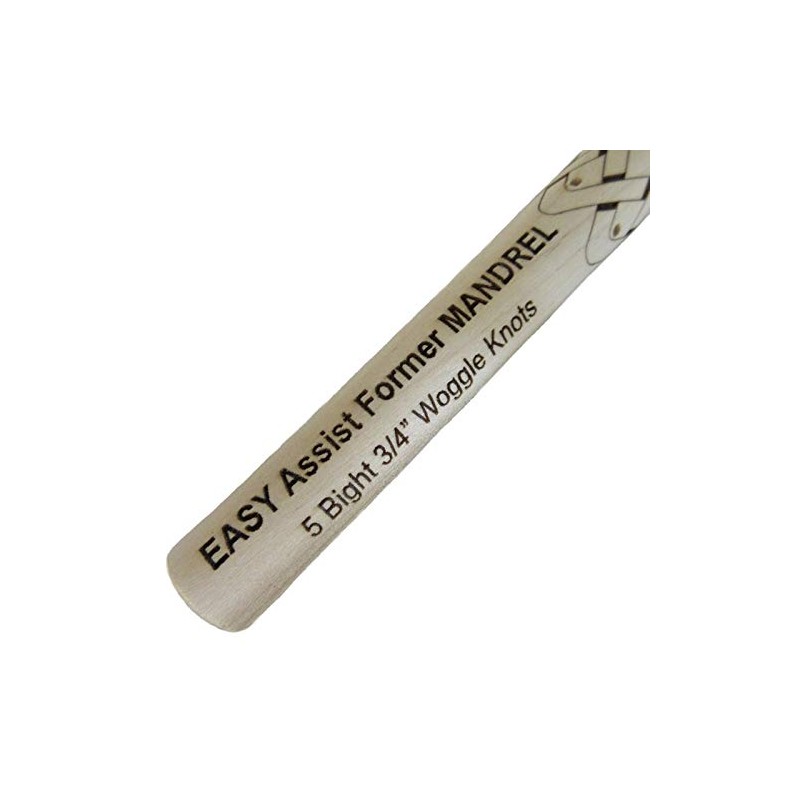 EASY Assist Former MANDREL
5 Bight 3/4” Woggle Knots